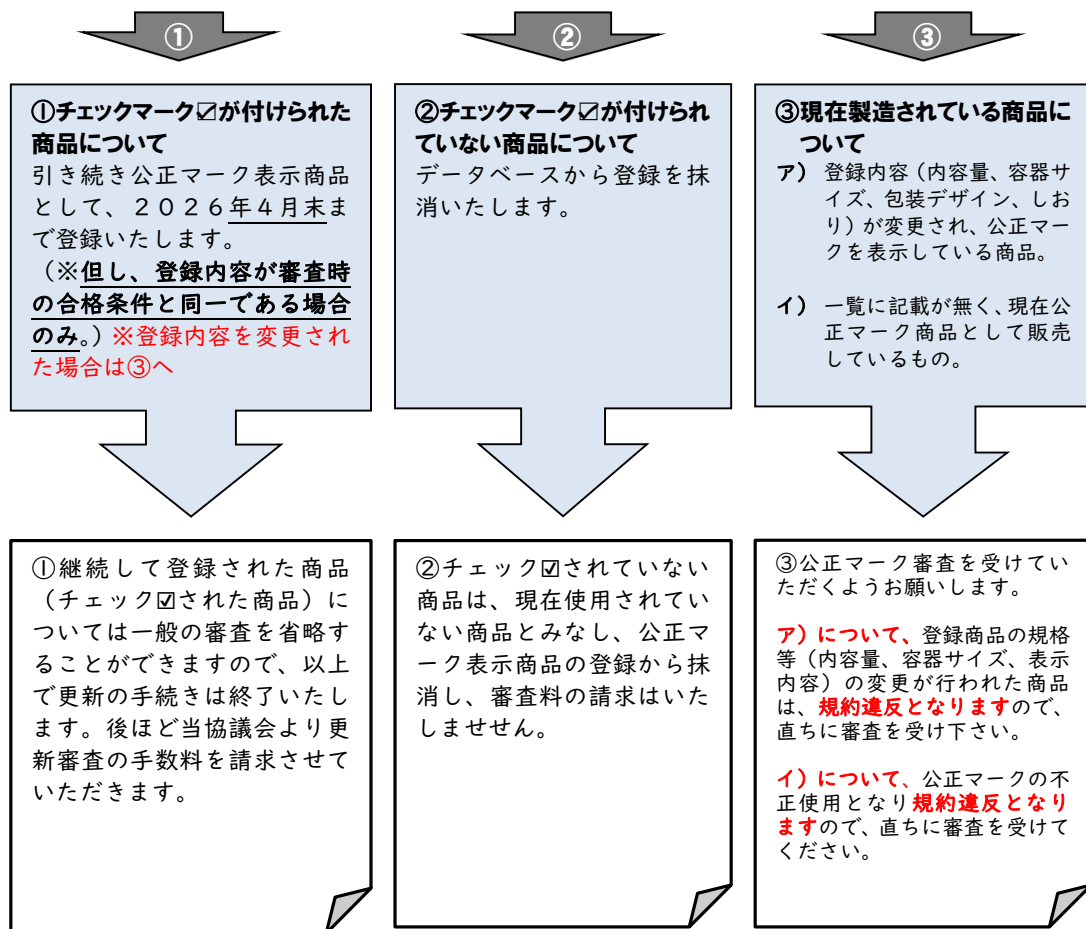 ①
②
③
①チェックマーク☑が付けられた
商品について
引き続き公正マーク表示商品
として、２０２６年４月末ま
で登録いたします。
（※但し、登録内容が審査時
の合格条件と同一である場合
のみ。）※登録内容を変更され
た場合は③へ
②チェックマーク☑が付けられ
ていない商品について
データベースから登録を抹
消いたします。
③現在製造されている商品に
ついて
ア） 登録内容（内容量、容器サ
イズ、包装デザイン、しお
り）が変更され、公正マー
クを表示している商品。
イ） 一覧に記載が無く、現在公
正マーク商品として販売
しているもの。
①継続して登録された商品
（チェック☑された商品）に
ついては一般の審査を省略す
ることができますので、以上
で更新の手続きは終了いたし
ます。後ほど当協議会より更
新審査の手数料を請求させて
いただきます。
②チェック☑されていない
商品は、現在使用されてい
ない商品とみなし、公正マ
ーク表示商品の登録から抹
消し、審査料の請求はいた
しませせん。
③公正マーク審査を受けてい
ただくようお願いします。
ア）について、登録商品の規格
等（内容量、容器サイズ、表示
内容）の変更が行われた商品
は、規約違反となりますので、
直ちに審査を受け下さい。
イ）について、公正マークの不
正使用となり規約違反となり
ますので、直ちに審査を受けて
ください。